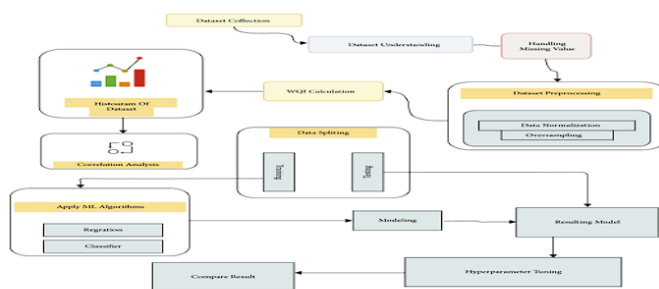 Dataset Collection
Dataset Understanding
Handling
Missing Value
Dataset Preprocessing
Data Normalization
Oversampling
WQI Calculation
Histogram Of
Dataset
Correlation Analysis
Data Spliting
Training
Testing
Apply ML Algorithms
Regration
Classifier
Modeling
Resulting Model
Hyperparameter Tuning
Compare Result